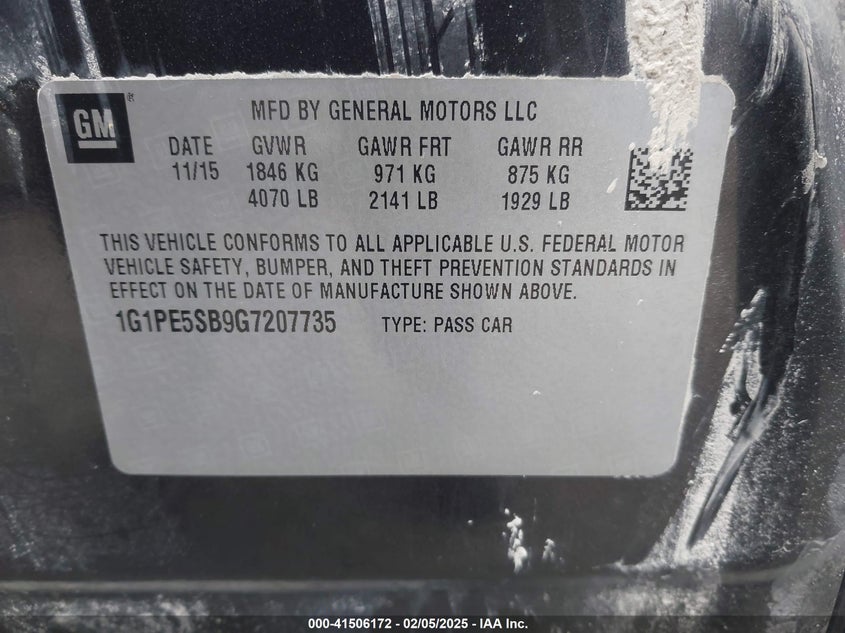 GM
MFD BY GENERAL MOTORS LLC
DATE GVWR GAWR FRT GAWR RR
11/15 1846 KG 971 KG 875 KG
4070 LB 2141 LB 1929 LB
THIS VEHICLE CONFORMS TO ALL APPLICABLE U.S. FEDERAL MOTOR
VEHICLE SAFETY, BUMPER, AND THEFT PREVENTION STANDARDS IN
EFFECT ON THE DATE OF MANUFACTURE SHOWN ABOVE.
1G1PE5SB9G7207735 TYPE: PASS CAR
000-41506172 — 02/05/2025 — IAA Inc.